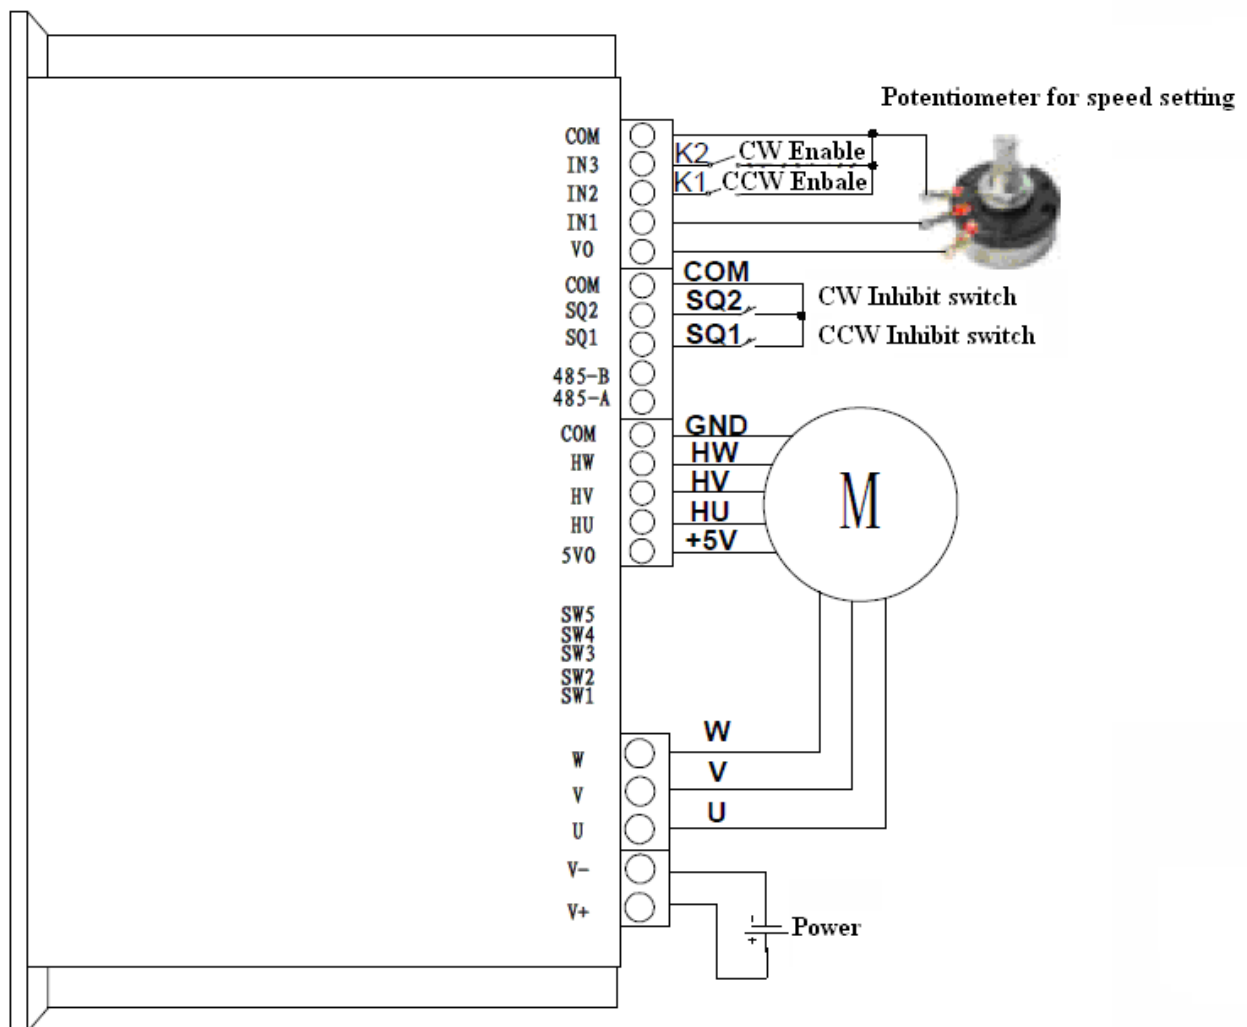 Potentiometer for speed setting
COM
IN3 K2 CW Enable
IN2 K1 CCW Enbale
IN1
VO
COM COM
SQ2 SQ2 CW Inhibit switch
SQ1 SQ1 CCW Inhibit switch
485-B
485-A
COM GND
HW HW
HV HV
HU HU
5VO +5V
M
SW5
SW4
SW3
SW2
SW1
W W
V V
U U
V-
V+
- + Power